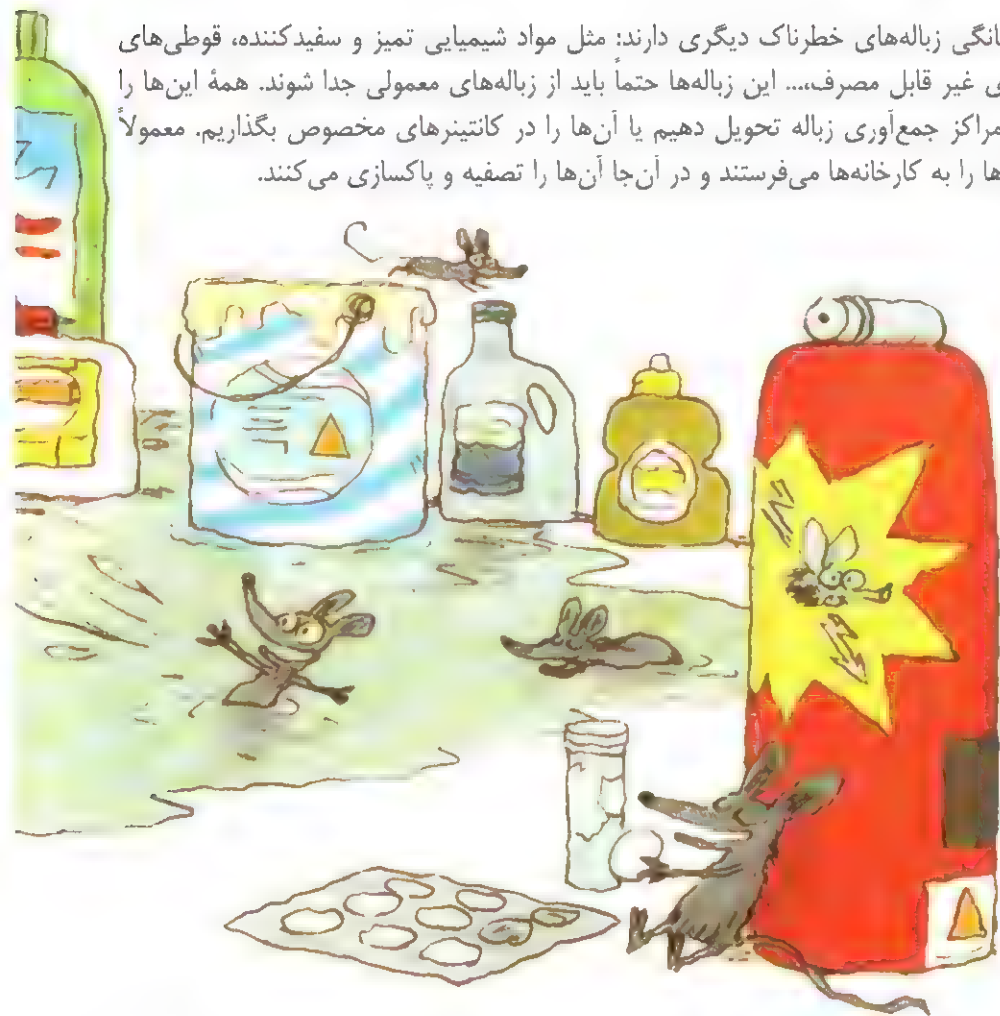 انگی زباله‌های خطرناک دیگری دارند: مثل مواد شیمیایی تمیز و سفیدکننده، قوطی‌های
ی غیر قابل مصرف،... این زباله‌ها حتماً باید از زباله‌های معمولی جدا شوند. همهٔ این‌ها را
مراکز جمع‌آوری زباله تحویل دهیم یا آن‌ها را در کانتینرهای مخصوص بگذاریم. معمولاً
ها را به کارخانه‌ها می‌فرستند و در آن‌جا آن‌ها را تصفیه و پاکسازی می‌کنند.